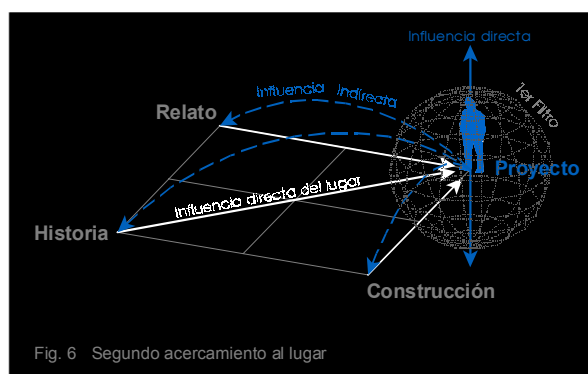 Influencia directa
1er Filtro
Influencia indirecta
Relato
Proyecto
Influencia directa del lugar
Historia
Construcción
Fig. 6 Segundo acercamiento al lugar